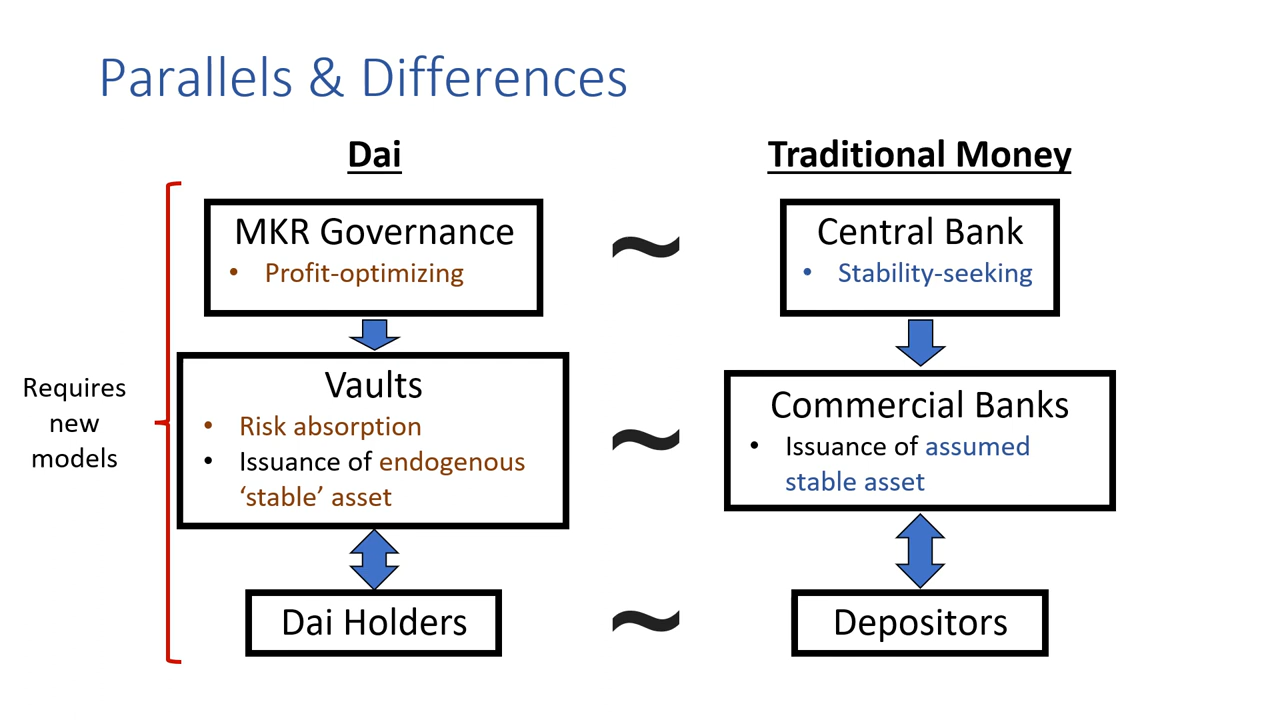 Parallels & Differences
Dai
MKR Governance
• Profit-optimizing
Vaults
• Risk absorption
• Issuance of endogenous
‘stable’ asset
Dai Holders
Requires
new
models
~
~
~
Traditional Money
Central Bank
• Stability-seeking
Commercial Banks
• Issuance of assumed
stable asset
Depositors